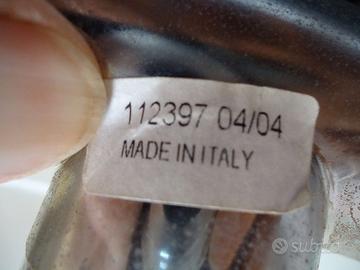 112397 04/04
MADE IN ITALY
subito